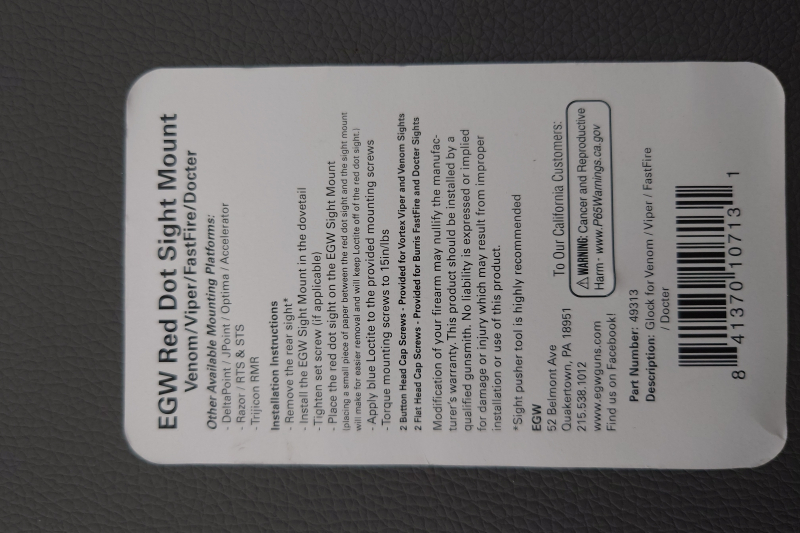 EGW Red Dot Sight Mount
Venom/Viper/FastFire/Docter
Other Available Mounting Platforms:
- DeltaPoint / JPoint / Optima / Accelerator
- Razor / RTS & STS
- Trijicon RMR
Installation Instructions
- Remove the rear sight*
- Install the EGW Sight Mount in the dovetail
- Tighten set screw (if applicable)
- Place the red dot sight on the EGW Sight Mount
(placing a small piece of paper between the red dot sight and the sight mount
will make for easier removal and will keep Loctite off of the red dot sight.)
- Apply blue Loctite to the provided mounting screws
- Torque mounting screws to 15in/lbs
2 Button Head Cap Screws - Provided for Vortex Viper and Venom Sights
2 Flat Head Cap Screws - Provided for Burris FastFire and Docter Sights
Modification of your firearm may nullify the manufac-
turer's warranty. This product should be installed by a
qualified gunsmith. No liability is expressed or implied
for damage or injury which may result from improper
installation or use of this product.
*Sight pusher tool is highly recommended
EGW
52 Belmont Ave
Quakertown, PA 18951
215.538.1012
www.egwguns.com
Find us on Facebook!
To Our California Customers:
⚠WARNING: Cancer and Reproductive
Harm - www.P65Warnings.ca.gov
Part Number: 49313
Description: Glock for Venom / Viper / FastFire
/ Docter
8 41370 10713 1